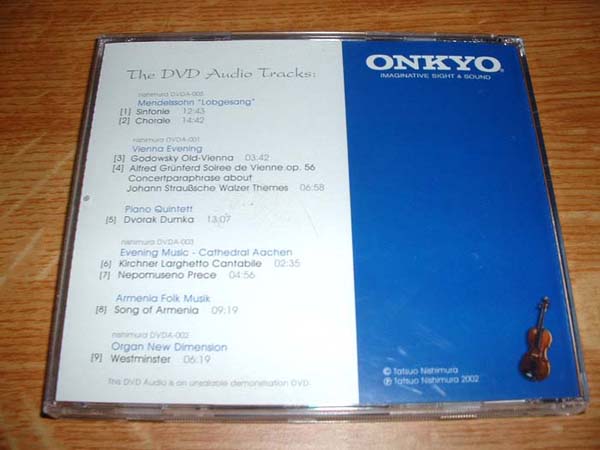 The DVD Audio Tracks:
nishimura DVDA-005
Mendelssohn "Lobgesang"
[1] Sinfonie 12:43
[2] Chorale 14:42
nishimura DVDA-001
Vienna Evening
[3] Godowsky Old-Vienna 03:42
[4] Alfred Grünferd Soiree de Vienne op. 56
Concertparaphrase about
Johann Straußsche Walzer Themes 06:58
Piano Quintett
[5] Dvorak Dumka 13:07
nishimura DVDA-003
Evening Music - Cathedral Aachen
[6] Kirchner Larghetto Cantabile 02:35
[7] Nepomuseno Prece 04:56
Armenia Folk Musik
[8] Song of Armenia 09:19
nishimura DVDA-002
Organ New Dimension
[9] Westminster 06:19
This DVD Audio is an unsalable demonstration DVD.
ONKYO®
IMAGINATIVE SIGHT & SOUND
© Tatsuo Nishimura
℗ Tatsuo Nishimura 2002